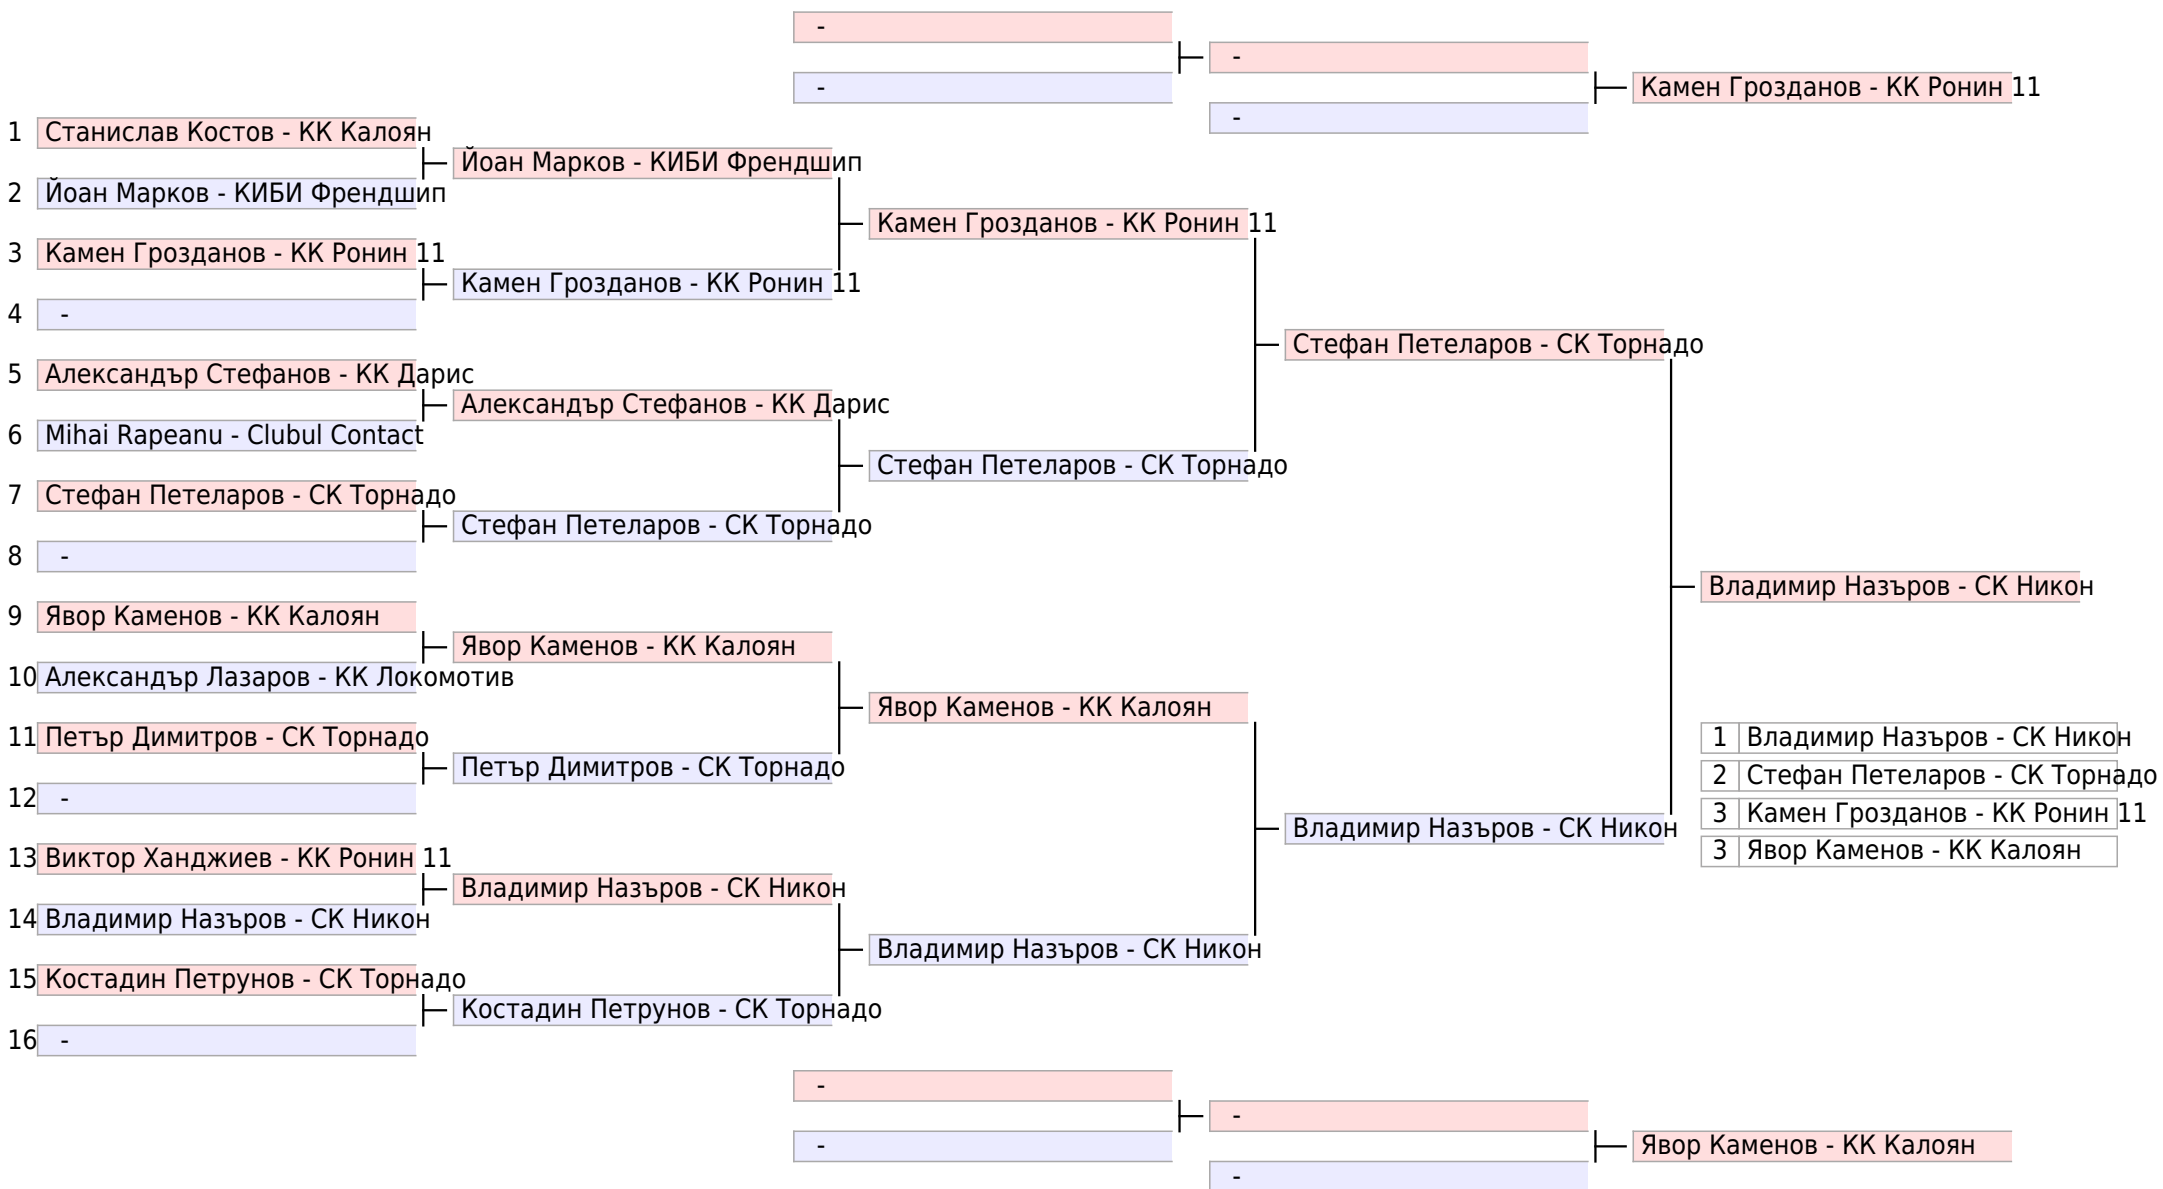 -
-
-
-
Камен Грозданов - КК Ронин 11
-
1 Станислав Костов - КК Калоян
Йоан Марков - КИБИ Френдшип
2 Йоан Марков - КИБИ Френдшип
Камен Грозданов - КК Ронин 11
3 Камен Грозданов - КК Ронин 11
Камен Грозданов - КК Ронин 11
4 -
Стефан Петеларов - СК Торнадо
5 Александър Стефанов - КК Дарис
Александър Стефанов - КК Дарис
6 Mihai Rapeanu - Clubul Contact
Стефан Петеларов - СК Торнадо
7 Стефан Петеларов - СК Торнадо
Стефан Петеларов - СК Торнадо
8 -
Владимир Назъров - СК Никон
9 Явор Каменов - КК Калоян
Явор Каменов - КК Калоян
10 Александър Лазаров - КК Локомотив
Явор Каменов - КК Калоян
11 Петър Димитров - СК Торнадо
1 Владимир Назъров - СК Никон
Петър Димитров - СК Торнадо
2 Стефан Петеларов - СК Торнадо
12 -
3 Камен Грозданов - КК Ронин 11
Владимир Назъров - СК Никон
3 Явор Каменов - КК Калоян
13 Виктор Ханджиев - КК Ронин 11
Владимир Назъров - СК Никон
14 Владимир Назъров - СК Никон
Владимир Назъров - СК Никон
15 Костадин Петрунов - СК Торнадо
Костадин Петрунов - СК Торнадо
16 -
-
-
-
Явор Каменов - КК Калоян
-